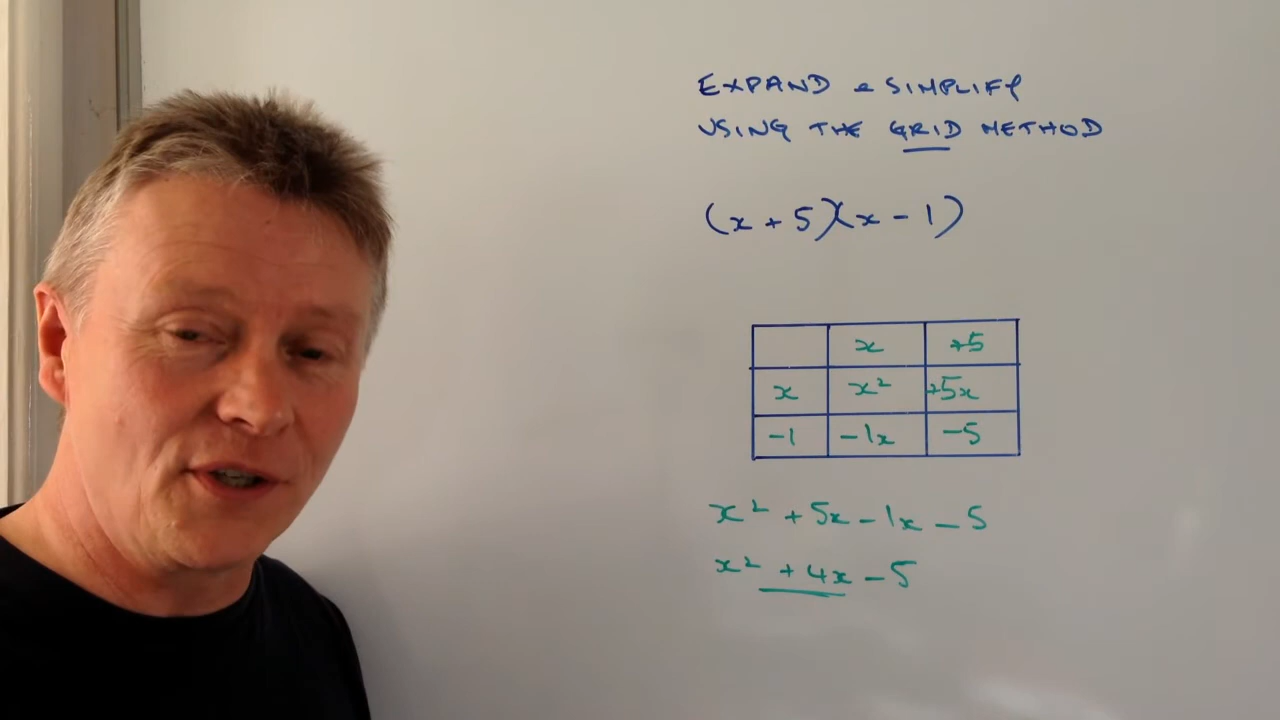 EXPAND & SIMPLIFY
USING THE GRID METHOD
(x + 5)(x - 1)
x +5
x x² +5x
-1 -1x -5
x² + 5x - 1x - 5
x² + 4x - 5